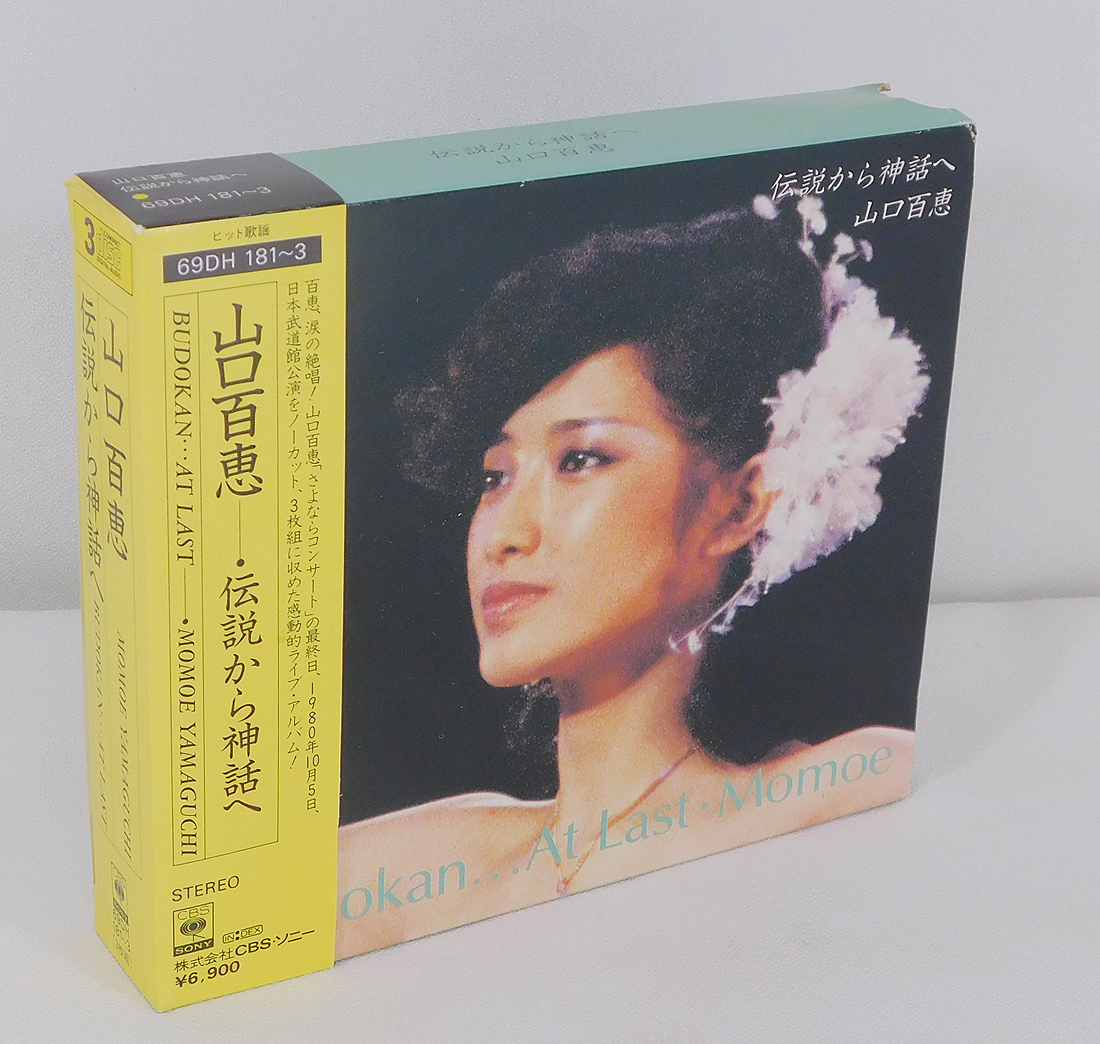 伝説から神話へ
山口百恵
山口百恵
伝説から神話へ
69DH 181~3
伝説から神話へ
山口百恵
ヒット歌謡
69DH 181~3
百恵、涙の絶唱!山口百恵「さよならコンサート」の最終日、1980年10月5日、
日本武道館公演をノーカット、3枚組に収めた感動的ライブ・アルバム!
山口百恵——・伝説から神話へ
BUDOKAN…AT LAST——・MOMOE YAMAGUCHI
STEREO
CBS
SONY
INDEX
株式会社CBS・ソニー
¥6,900
3
山口百恵
伝説から神話へ/BUDOKAN…AT LAST
MOMOE YAMAGUCHI
okan…At Last・Momoe